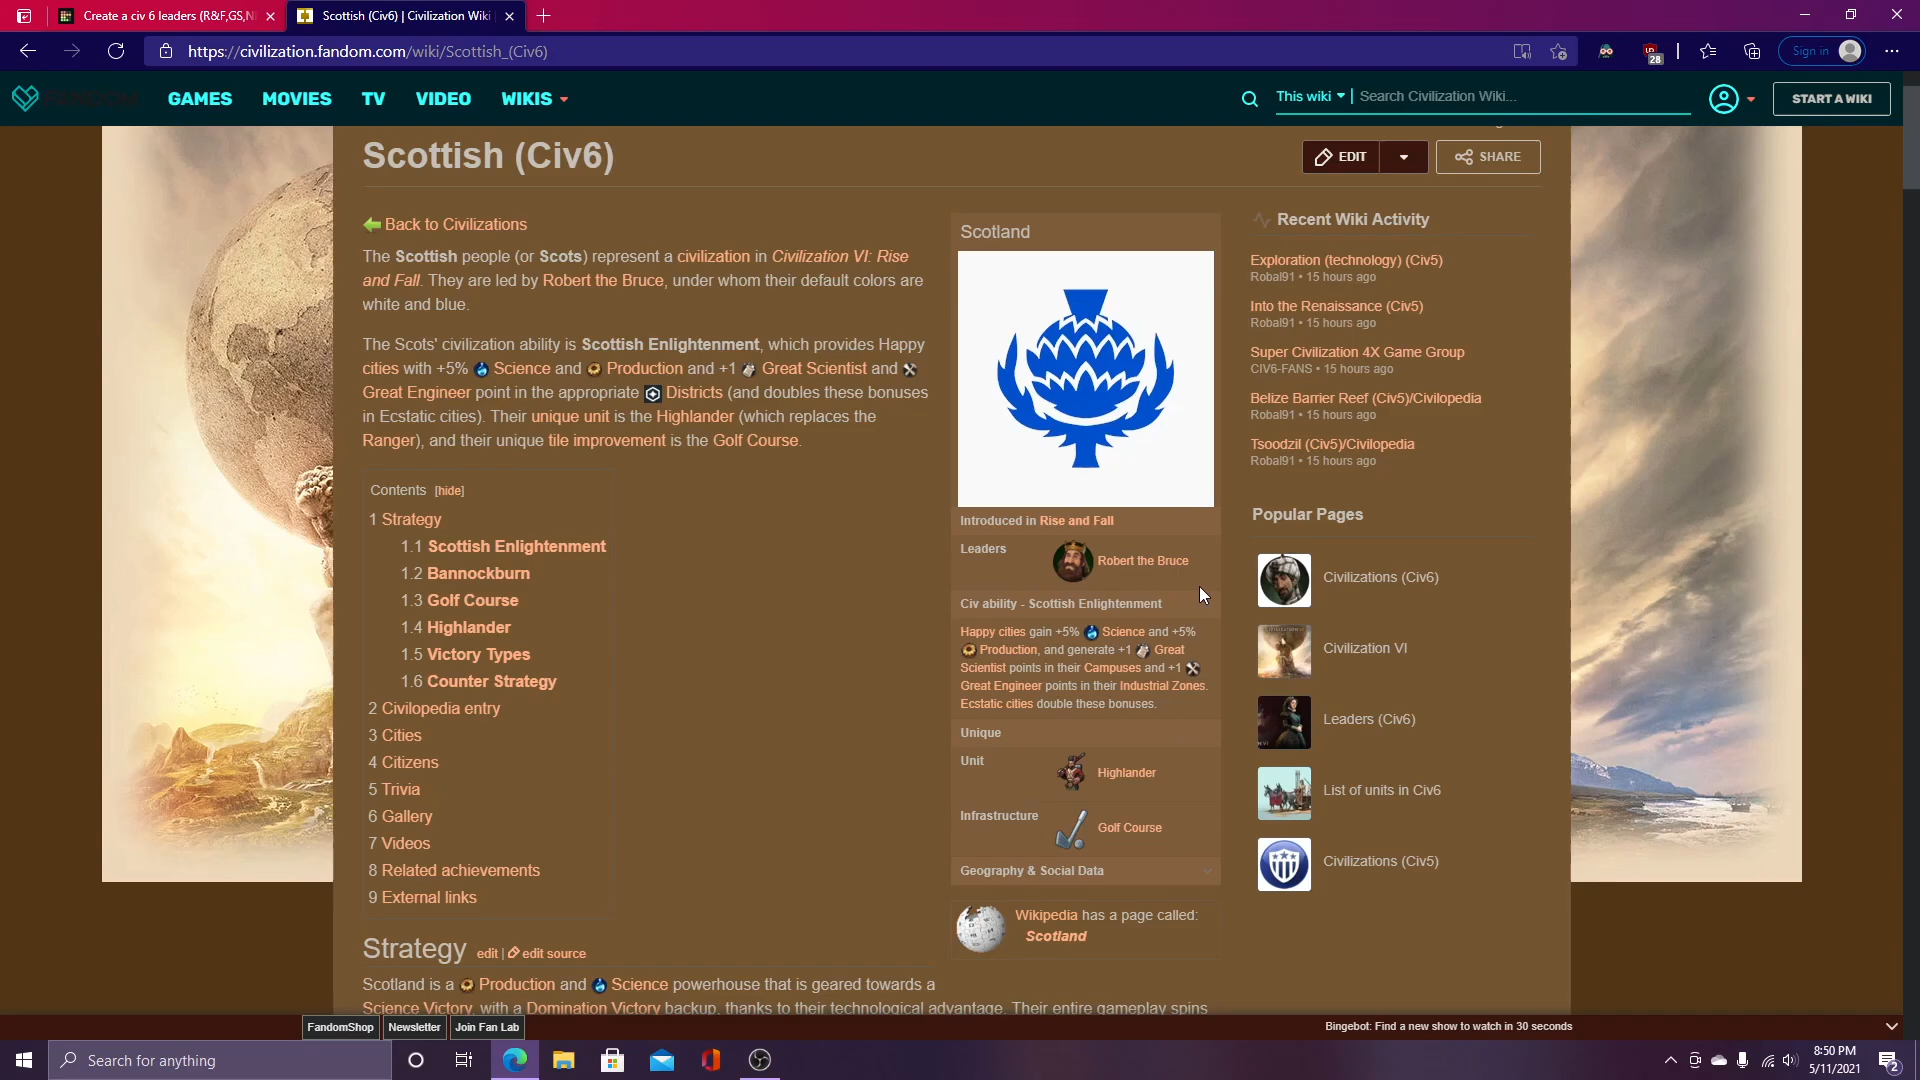 Create a civ 6 leaders (R&F,GS,N
Scottish (Civ6) | Civilization Wiki
https://civilization.fandom.com/wiki/Scottish_(Civ6)
28
Sign in
FANDOM
GAMES
MOVIES
TV
VIDEO
WIKIS
This wiki
Search Civilization Wiki...
START A WIKI
Scottish (Civ6)
EDIT
SHARE
Back to Civilizations
The Scottish people (or Scots) represent a civilization in Civilization VI: Rise
and Fall. They are led by Robert the Bruce, under whom their default colors are
white and blue.
The Scots' civilization ability is Scottish Enlightenment, which provides Happy
cities with +5% Science and Production and +1 Great Scientist and
Great Engineer point in the appropriate Districts (and doubles these bonuses
in Ecstatic cities). Their unique unit is the Highlander (which replaces the
Ranger), and their unique tile improvement is the Golf Course.
Contents [hide]
1 Strategy
1.1 Scottish Enlightenment
1.2 Bannockburn
1.3 Golf Course
1.4 Highlander
1.5 Victory Types
1.6 Counter Strategy
2 Civilopedia entry
3 Cities
4 Citizens
5 Trivia
6 Gallery
7 Videos
8 Related achievements
9 External links
Strategy edit | edit source
Scotland is a Production and Science powerhouse that is geared towards a
Science Victory, with a Domination Victory backup, thanks to their technological advantage. Their entire gameplay spins
Scotland
Introduced in Rise and Fall
Leaders
Robert the Bruce
Civ ability - Scottish Enlightenment
Happy cities gain +5% Science and +5%
Production, and generate +1 Great
Scientist points in their Campuses and +1
Great Engineer points in their Industrial Zones.
Ecstatic cities double these bonuses.
Unique
Unit
Highlander
Infrastructure
Golf Course
Geography & Social Data
Wikipedia has a page called:
Scotland
Recent Wiki Activity
Exploration (technology) (Civ5)
Robal91 • 15 hours ago
Into the Renaissance (Civ5)
Robal91 • 15 hours ago
Super Civilization 4X Game Group
CIV6-FANS • 15 hours ago
Belize Barrier Reef (Civ5)/Civilopedia
Robal91 • 15 hours ago
Tsoodzil (Civ5)/Civilopedia
Robal91 • 15 hours ago
Popular Pages
Civilizations (Civ6)
Civilization VI
Leaders (Civ6)
List of units in Civ6
Civilizations (Civ5)
FandomShop
Newsletter
Join Fan Lab
Bingebot: Find a new show to watch in 30 seconds
Search for anything
8:50 PM
5/11/2021
2